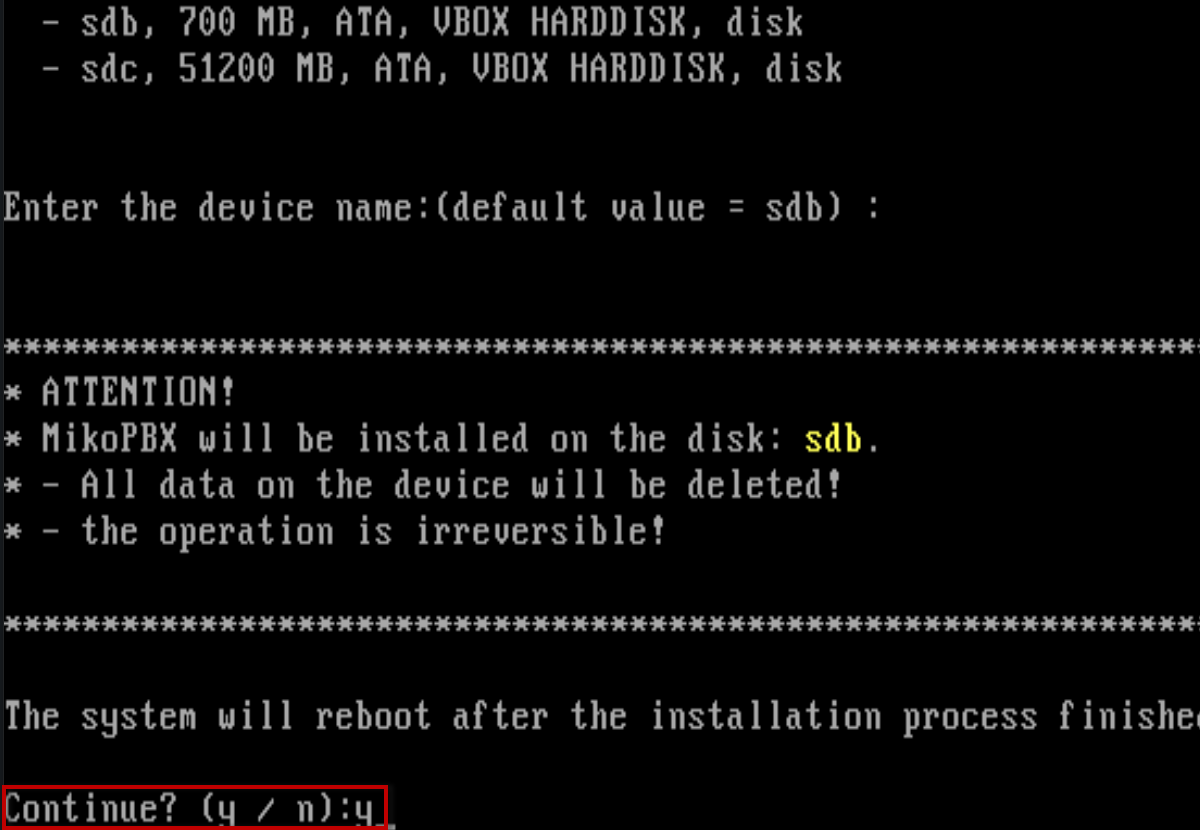 - sdb, 700 MB, ATA, VBOX HARDDISK, disk
- sdc, 51200 MB, ATA, VBOX HARDDISK, disk
Enter the device name:(default value = sdb) :
*************************************************************
* ATTENTION!
* MikoPBX will be installed on the disk: sdb.
* - All data on the device will be deleted!
* - the operation is irreversible!
*************************************************************
The system will reboot after the installation process finished
Continue? (y / n):y_